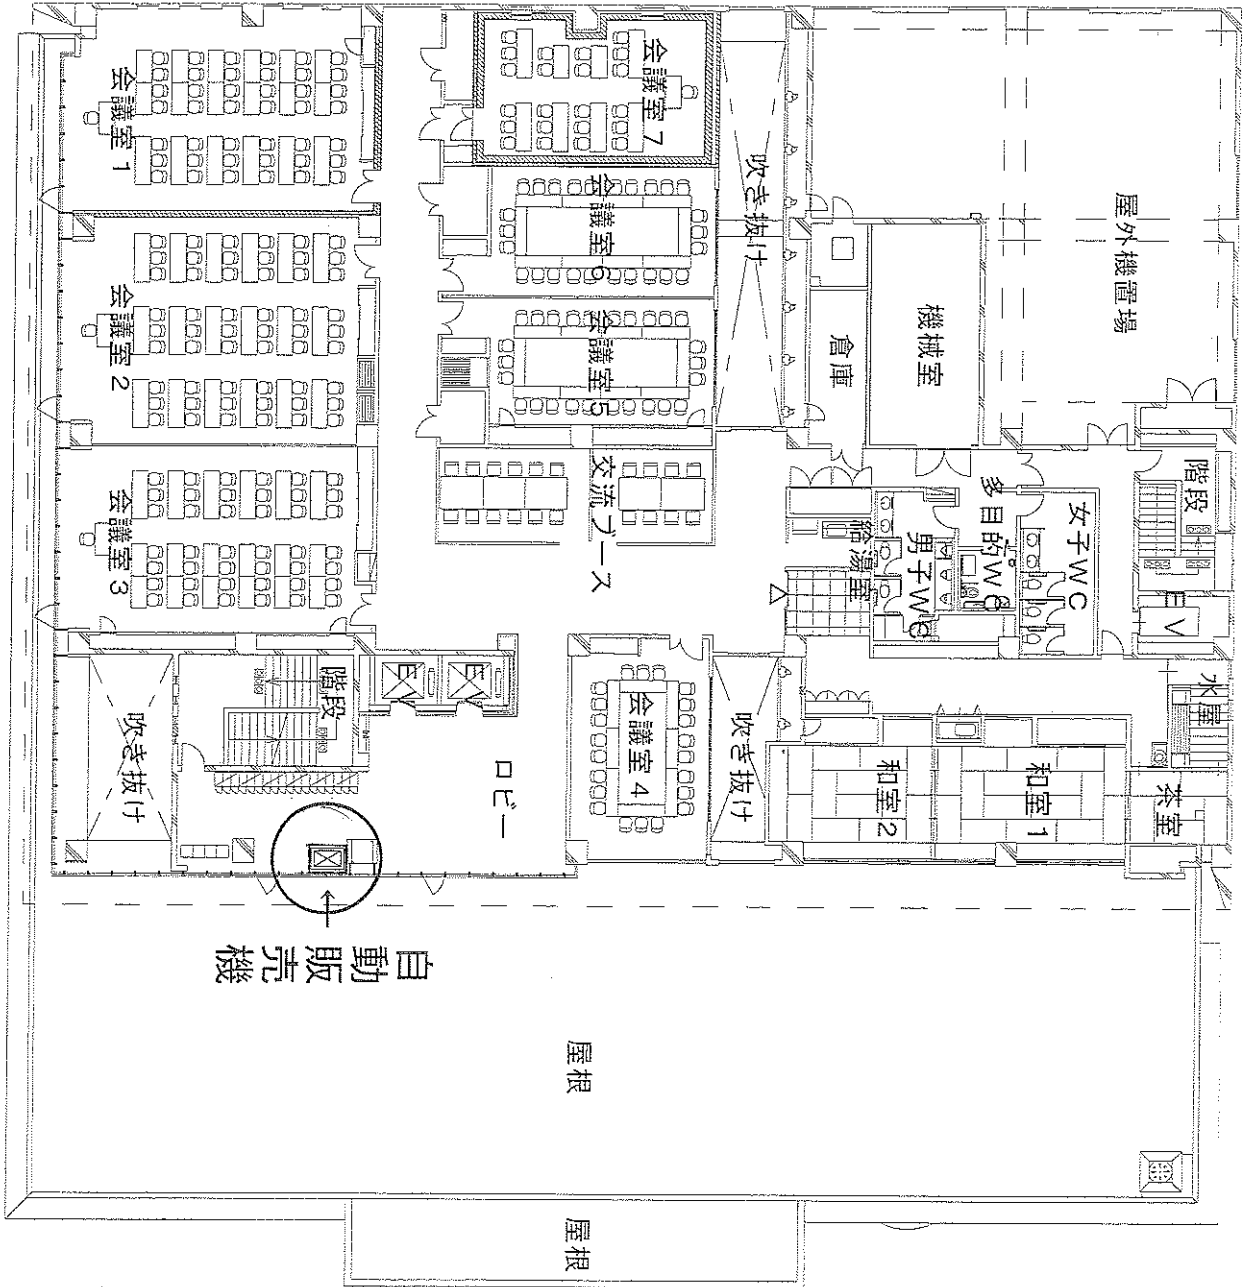 会議室1
会議室2
会議室3
会議室7
会議室6
会議室5
交流ブース
吹き抜け
屋外機置場
機械室
倉庫
階段
女子WC
多目的WC
男子WC
給湯室
EV
水屋
茶室
和室1
和室2
吹き抜け
会議室4
EV
EV
ロビー
階段
吹き抜け
自動販売機
屋根
屋根